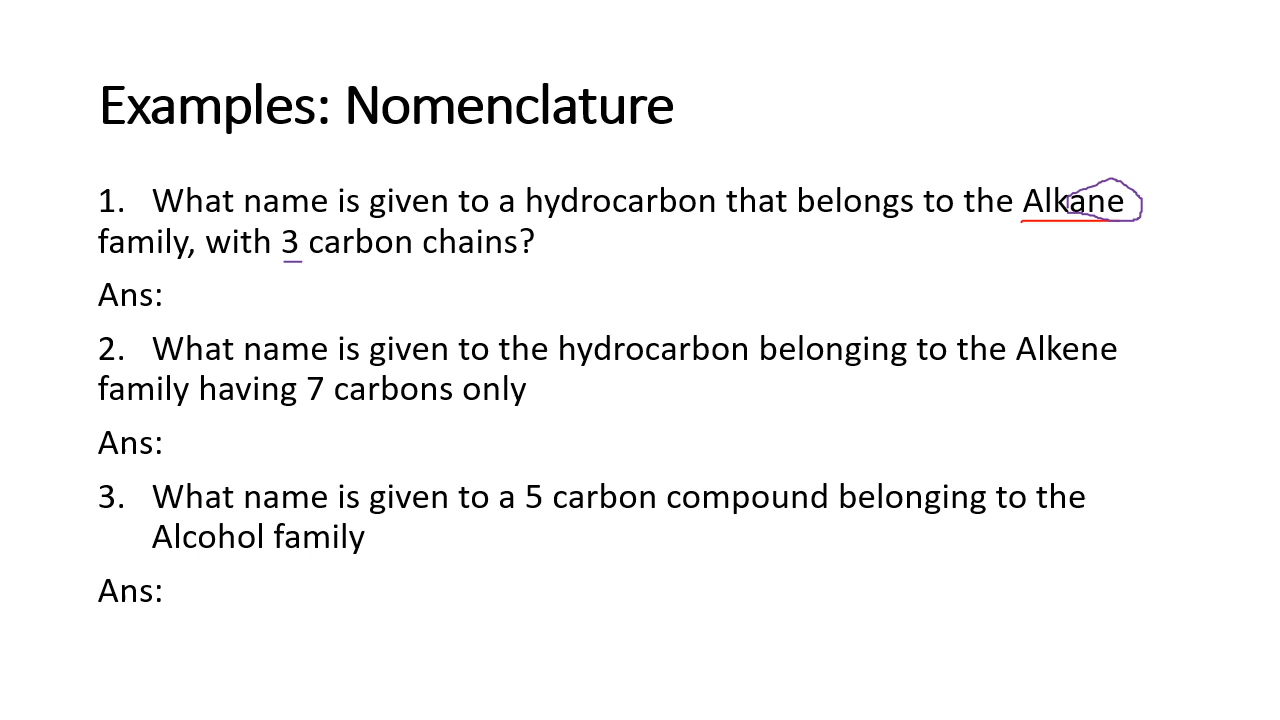 Examples: Nomenclature
1. What name is given to a hydrocarbon that belongs to the Alkane
family, with 3 carbon chains?
Ans:
2. What name is given to the hydrocarbon belonging to the Alkene
family having 7 carbons only
Ans:
3. What name is given to a 5 carbon compound belonging to the
Alcohol family
Ans: